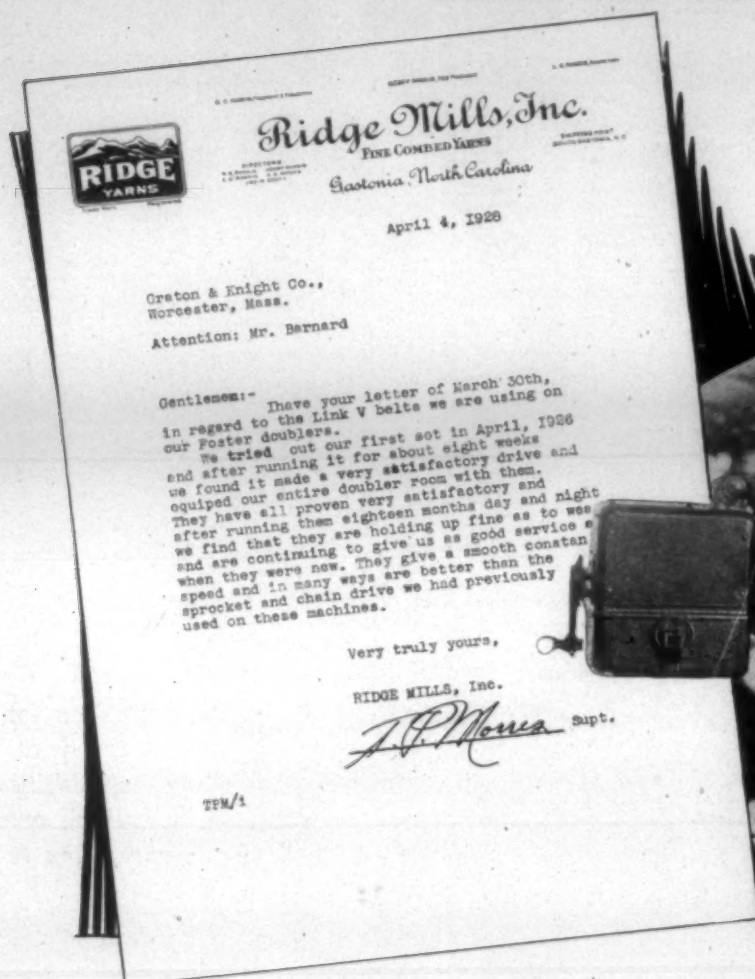 Ridge Mills, Inc.
RIDGE
YARNS
FINE COMBED YARNS
DIRECTORS
SHIPPING POINT
Gastonia, North Carolina
April 4, 1928
Graton & Knight Co.,
Worcester, Mass.
Attention: Mr. Barnard
Gentlemen:-
Ihave your letter of March 30th,
in regard to the Link V belts we are using on
our Foster doublers.
We tried out our first set in April, 1926
and after running it for about eight weeks
we found it made a very satisfactory drive and
equiped our entire doubler room with them.
They have all proven very satisfactory and
after running them eighteen months day and night
we find that they are holding up fine as to wea
and are continuing to give us as good service a
when they were new. They give a smooth constan
speed and in many ways are better than the
sprocket and chain drive we had previously
used on these machines.
Very truly yours,
RIDGE MILLS, Inc.
T. P. Morres Supt.
TPM/i